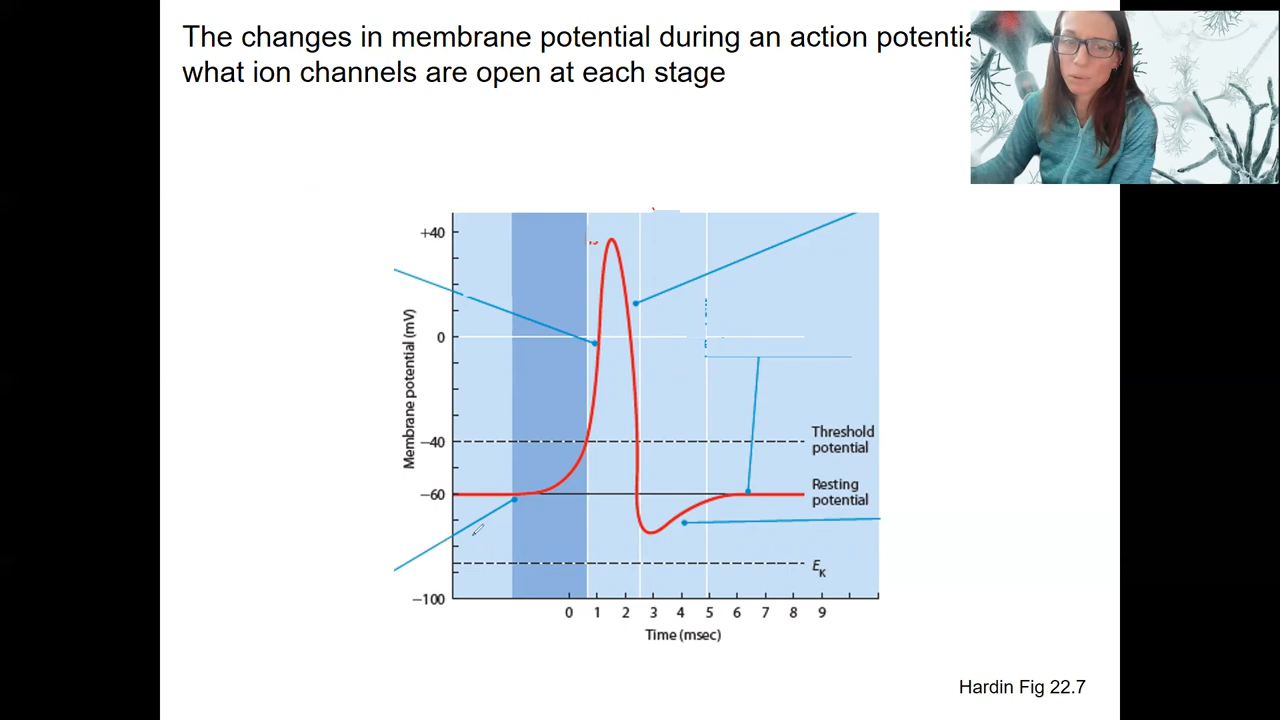 The changes in membrane potential during an action potentia
what ion channels are open at each stage
+40
0
−40
−60
−100
Membrane potential (mV)
Threshold
potential
Resting
potential
EK
0 1 2 3 4 5 6 7 8 9
Time (msec)
Hardin Fig 22.7